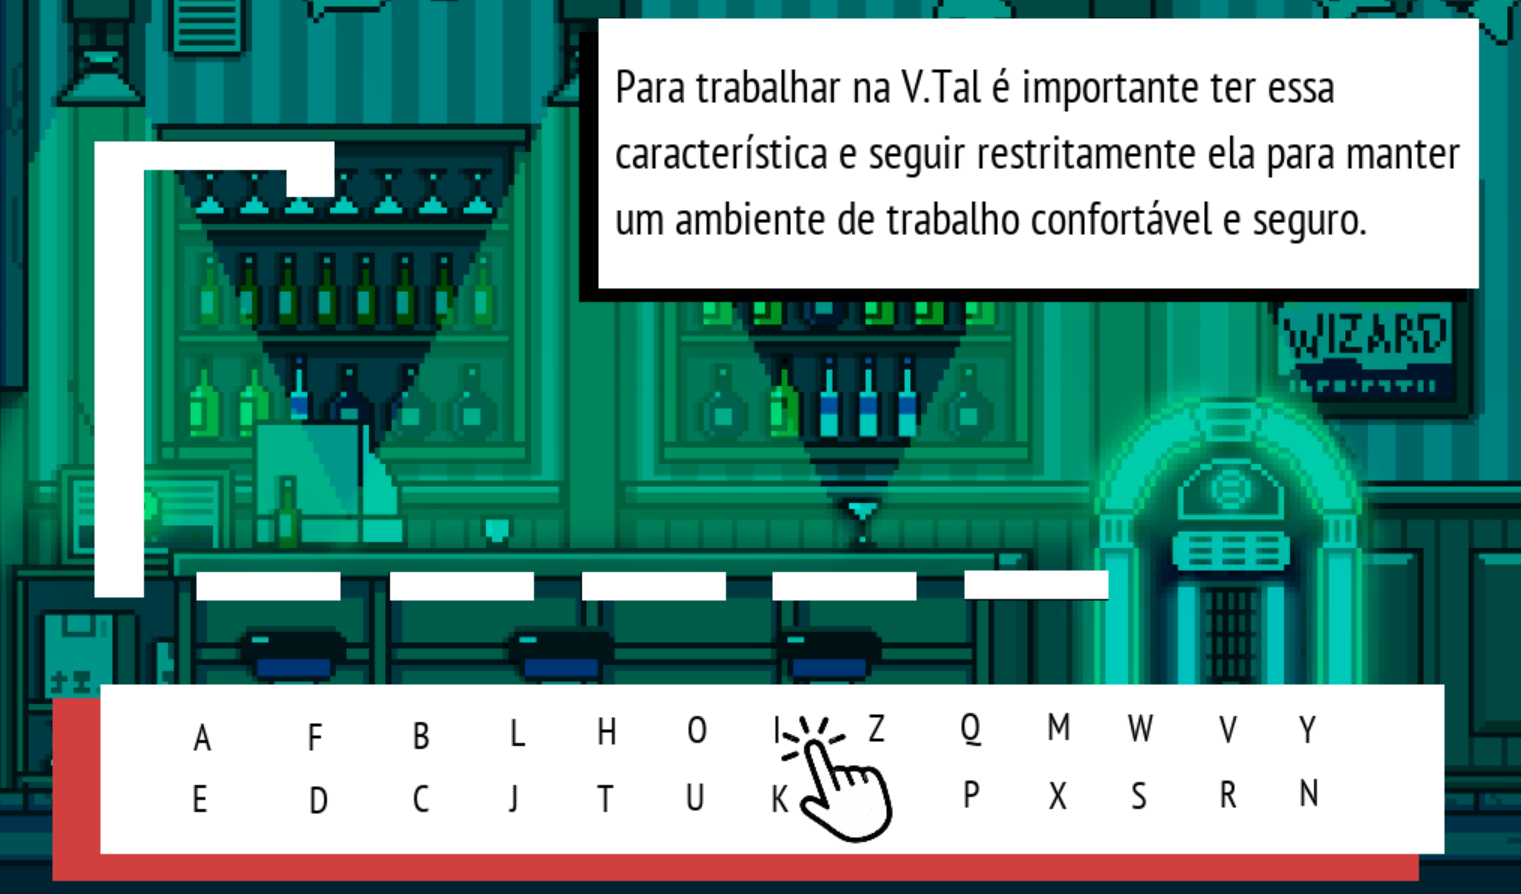 Para trabalhar na V.Tal é importante ter essa
característica e seguir restritamente ela para manter
um ambiente de trabalho confortável e seguro.
WIZARD
A F B L H O I Z Q M W V Y
E D C J T U K P X S R N